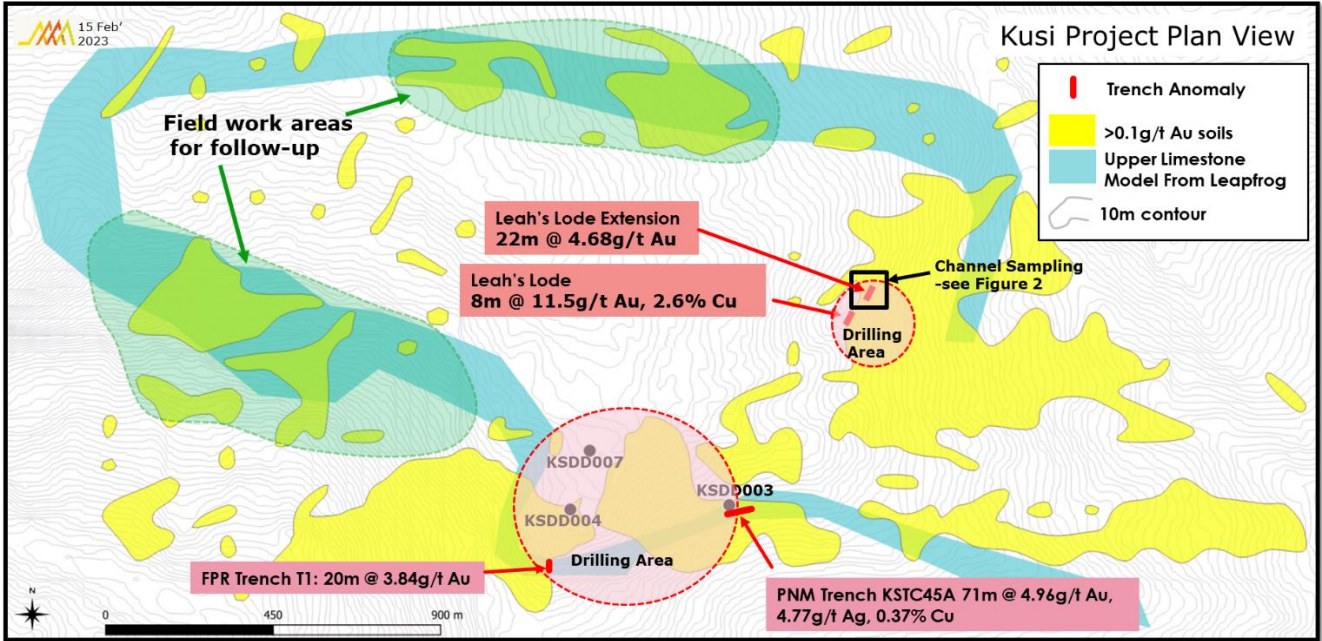 15 Feb'
2023
Kusi Project Plan View
Trench Anomaly
>0.1g/t Au soils
Upper Limestone
Model From Leapfrog
10m contour
Field work areas
for follow-up
Leah's Lode Extension
22m @ 4.68g/t Au
Leah's Lode
8m @ 11.5g/t Au, 2.6% Cu
Channel Sampling
-see Figure 2
Drilling
Area
KSDD007
KSDD003
KSDD004
Drilling Area
FPR Trench T1: 20m @ 3.84g/t Au
PNM Trench KSTC45A 71m @ 4.96g/t Au,
4.77g/t Ag, 0.37% Cu
N
0 450 900 m